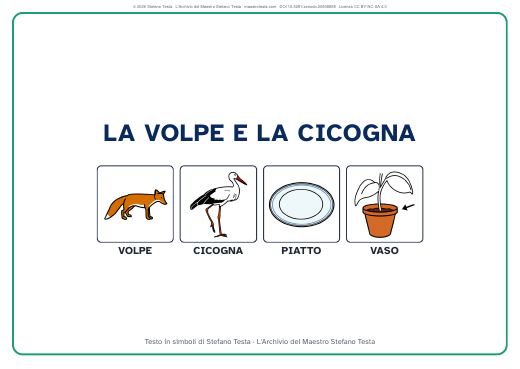 LA VOLPE E LA CICOGNA
VOLPE CICOGNA PIATTO VASO
Testo in simboli di Stefano Testa - L'Archivio del Maestro Stefano Testa